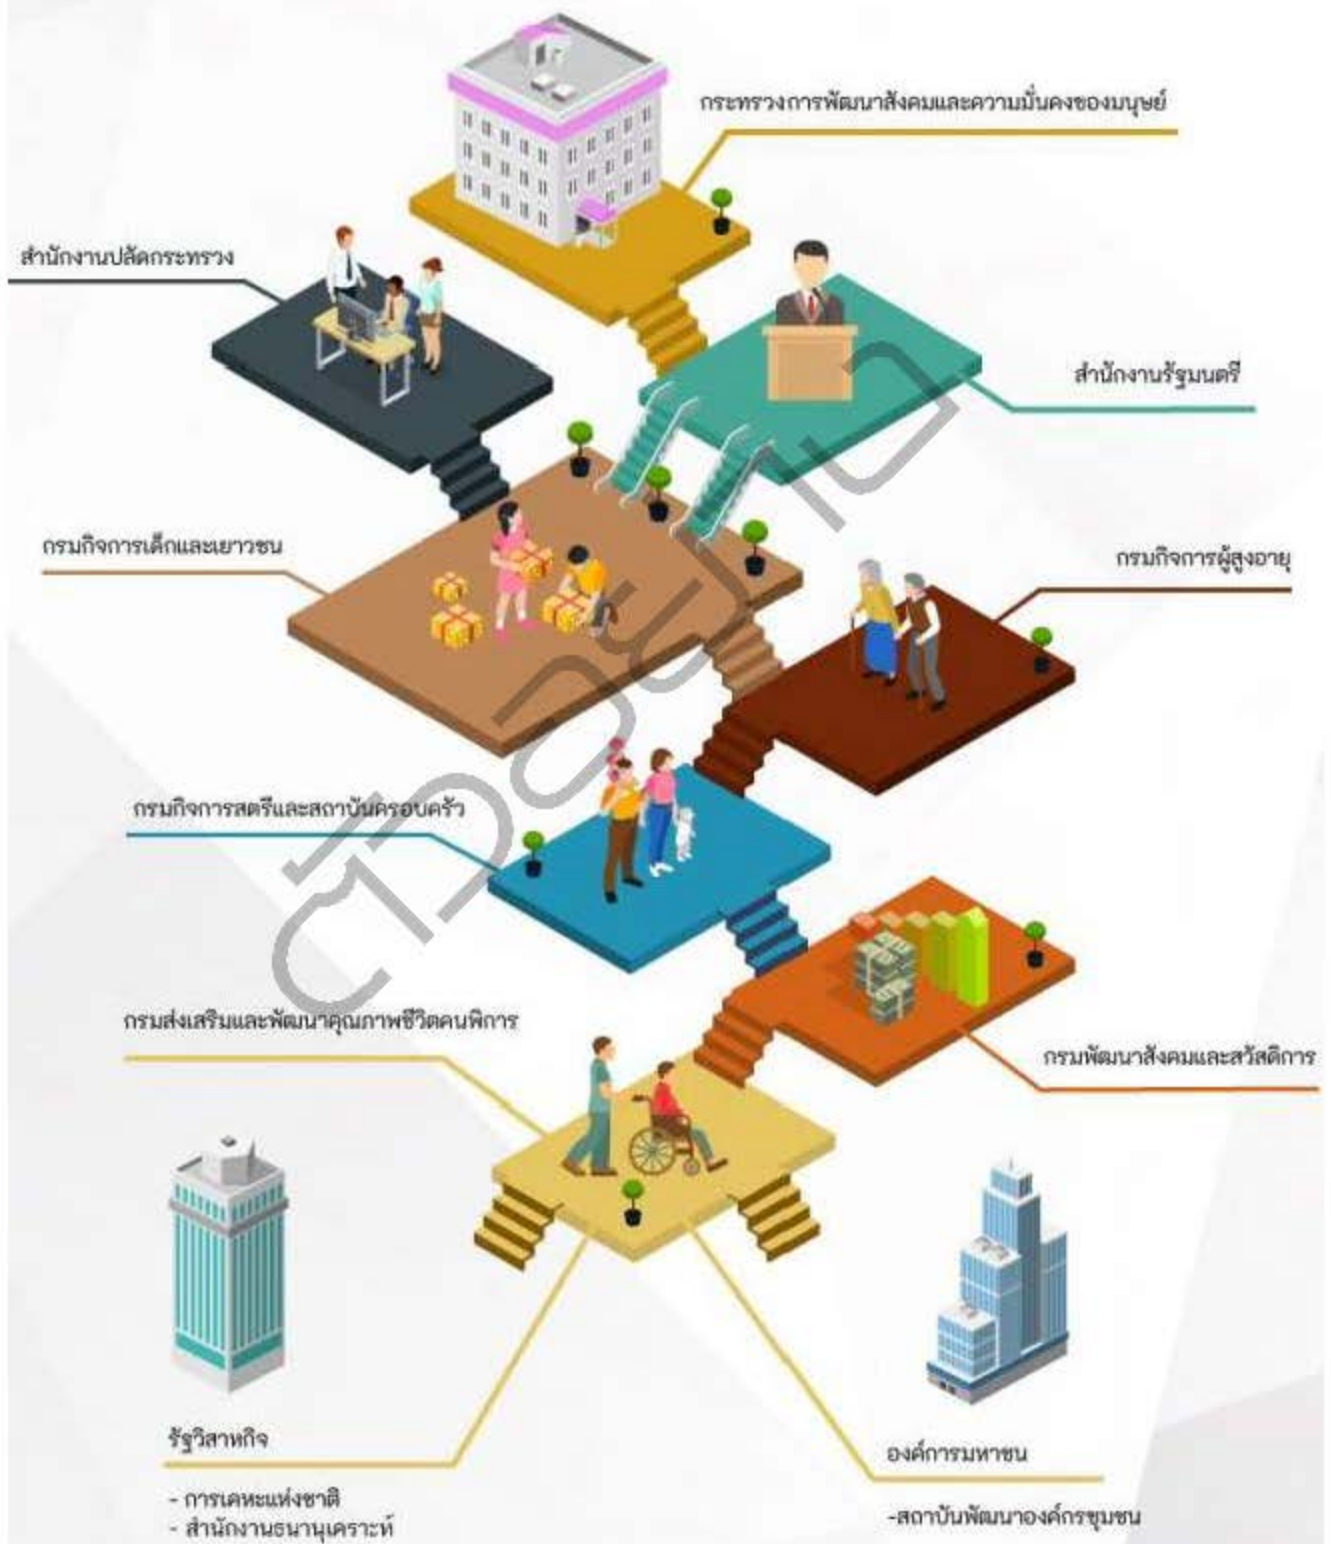 กระทรวงการพัฒนาสังคมและความมั่นคงของมนุษย์
สำนักงานปลัดกระทรวง
สำนักงานรัฐมนตรี
กรมกิจการเด็กและเยาวชน
กรมกิจการผู้สูงอายุ
กรมกิจการสตรีและสถาบันครอบครัว
กรมส่งเสริมและพัฒนาคุณภาพชีวิตคนพิการ
กรมพัฒนาสังคมและสวัสดิการ
รัฐวิสาหกิจ
- การเคหะแห่งชาติ
- สำนักงานธนานุเคราะห์
องค์การมหาชน
-สถาบันพัฒนาองค์กรชุมชน
ตัวอย่าง